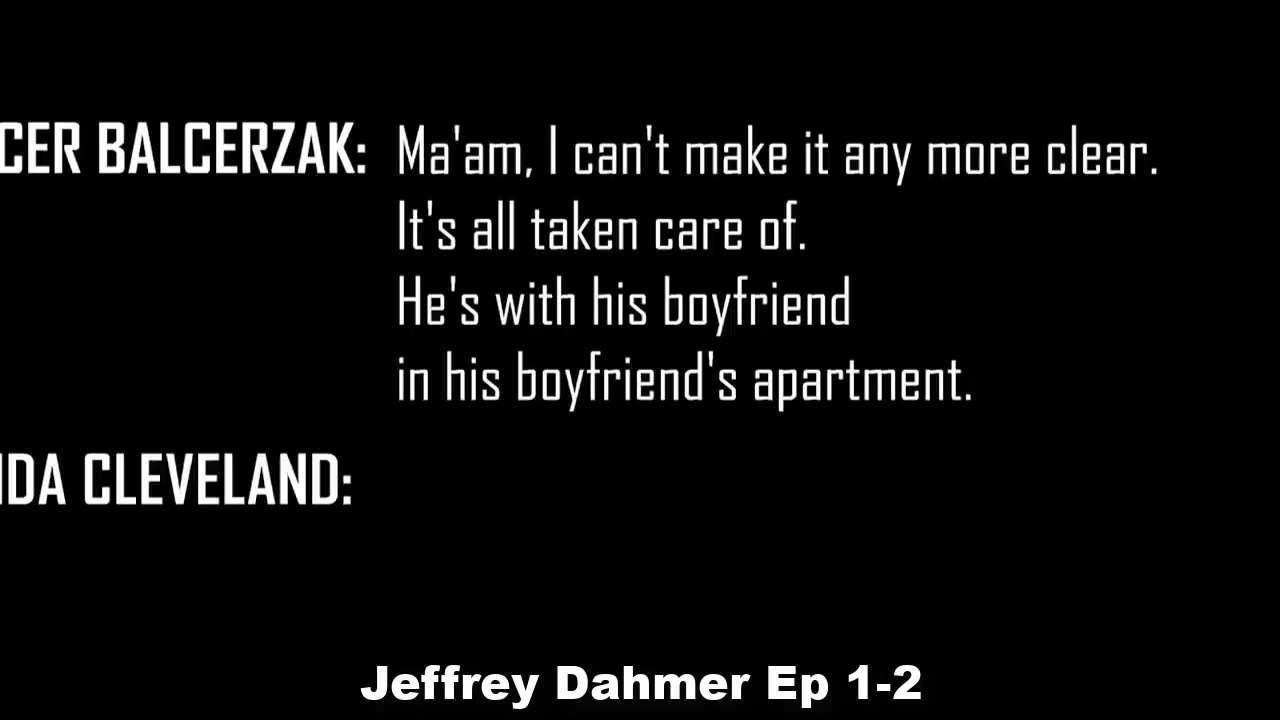 CER BALCERZAK: Ma'am, I can't make it any more clear.
It's all taken care of.
He's with his boyfriend
in his boyfriend's apartment.
IDA CLEVELAND:
Jeffrey Dahmer Ep 1-2